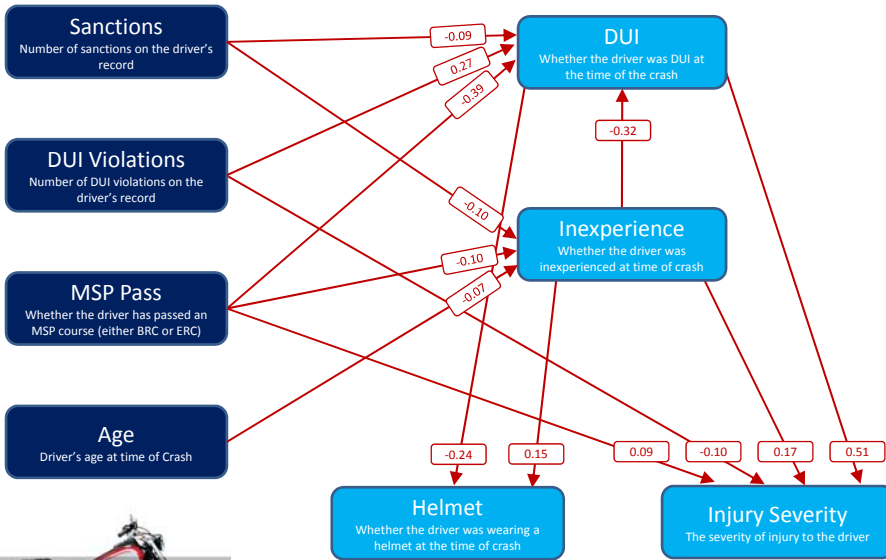 Sanctions
Number of sanctions on the driver's
record
DUI Violations
Number of DUI violations on the
driver's record
MSP Pass
Whether the driver has passed an
MSP course (either BRC or ERC)
Age
Driver's age at time of Crash
-0.09
0.27
-0.39
-0.10
-0.10
-0.07
DUI
Whether the driver was DUI at
the time of the crash
-0.32
Inexperience
Whether the driver was
inexperienced at time of crash
-0.24
0.15
0.09
-0.10
0.17
0.51
Helmet
Whether the driver was wearing a
helmet at the time of crash
Injury Severity
The severity of injury to the driver